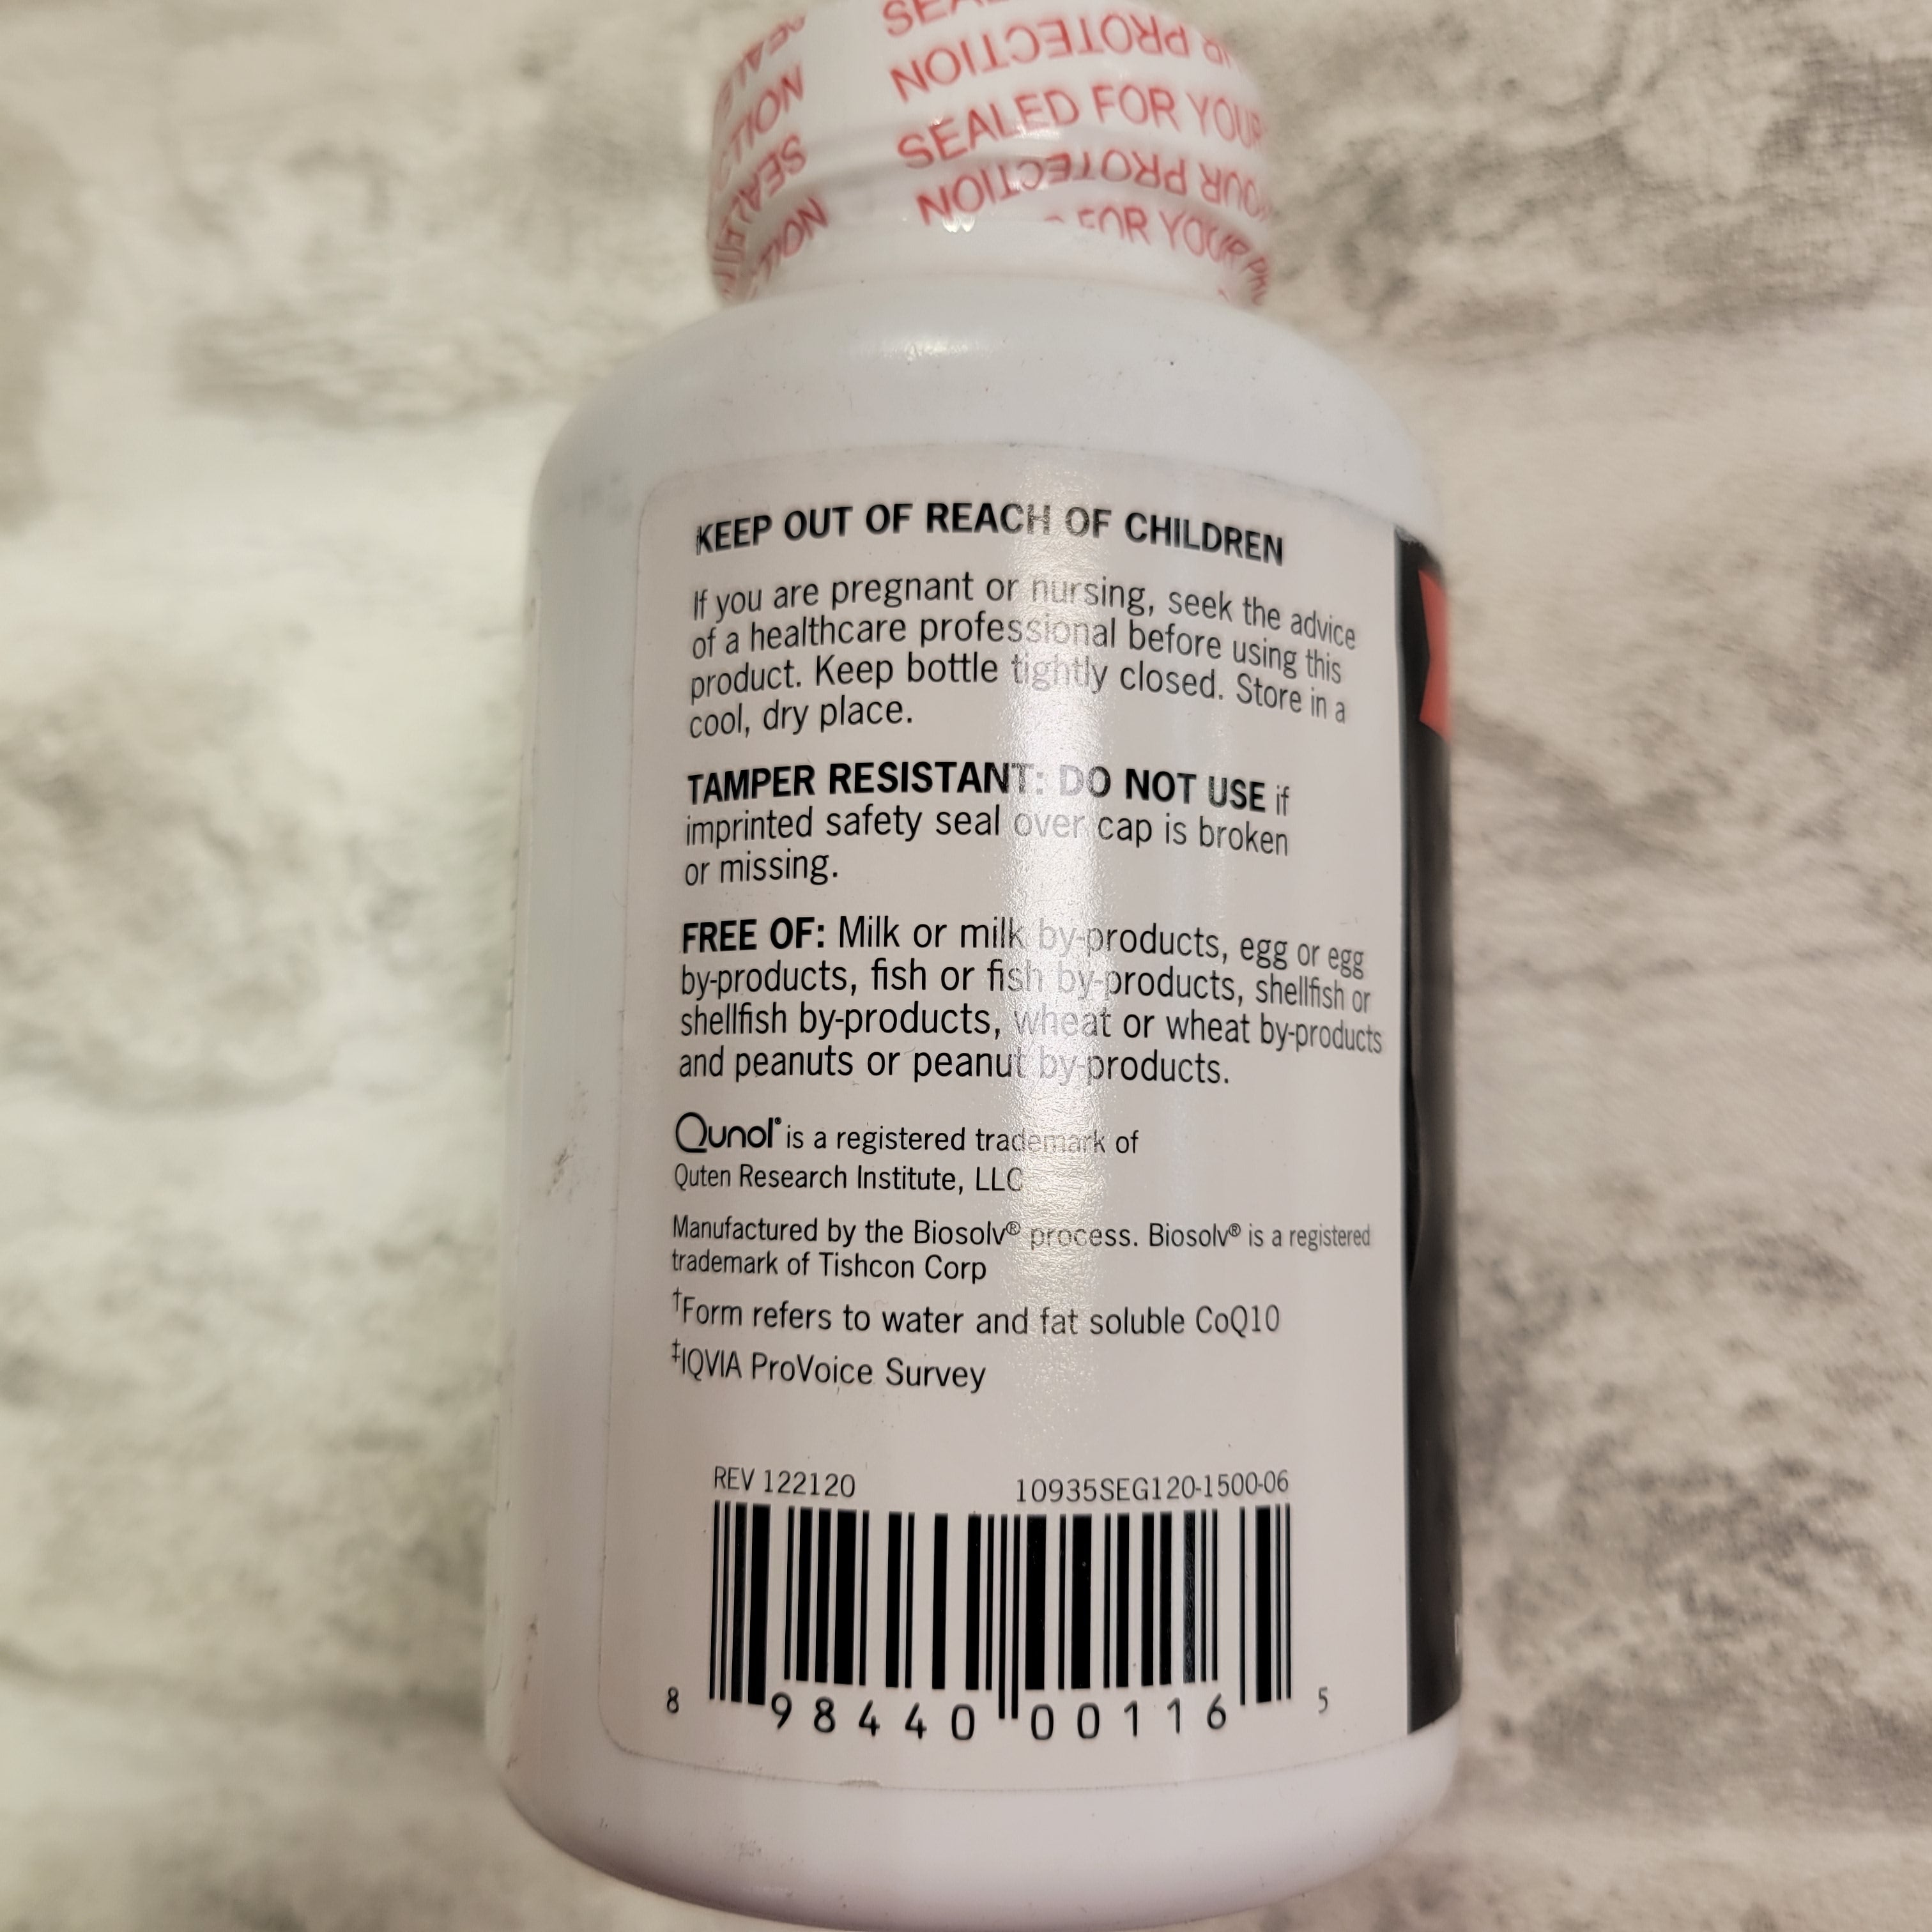 SEALED FOR YOUR
PROTECTION
SEALED FOR YOUR
YOUR PROTECTION
FOR YOUR
KEEP OUT OF REACH OF CHILDREN
If you are pregnant or nursing, seek the advice
of a healthcare professional before using this
product. Keep bottle tightly closed. Store in a
cool, dry place.
TAMPER RESISTANT: DO NOT USE if
imprinted safety seal over cap is broken
or missing.
FREE OF: Milk or milk by-products, egg or egg
by-products, fish or fish by-products, shellfish or
shellfish by-products, wheat or wheat by-products
and peanuts or peanut by-products.
Qunol® is a registered trademark of
Quten Research Institute, LLC
Manufactured by the Biosolv® process. Biosolv® is a registered
trademark of Tishcon Corp
†Form refers to water and fat soluble CoQ10
‡IQVIA ProVoice Survey
REV 122120 10935SEG120-1500-06
8 98440 00116 5